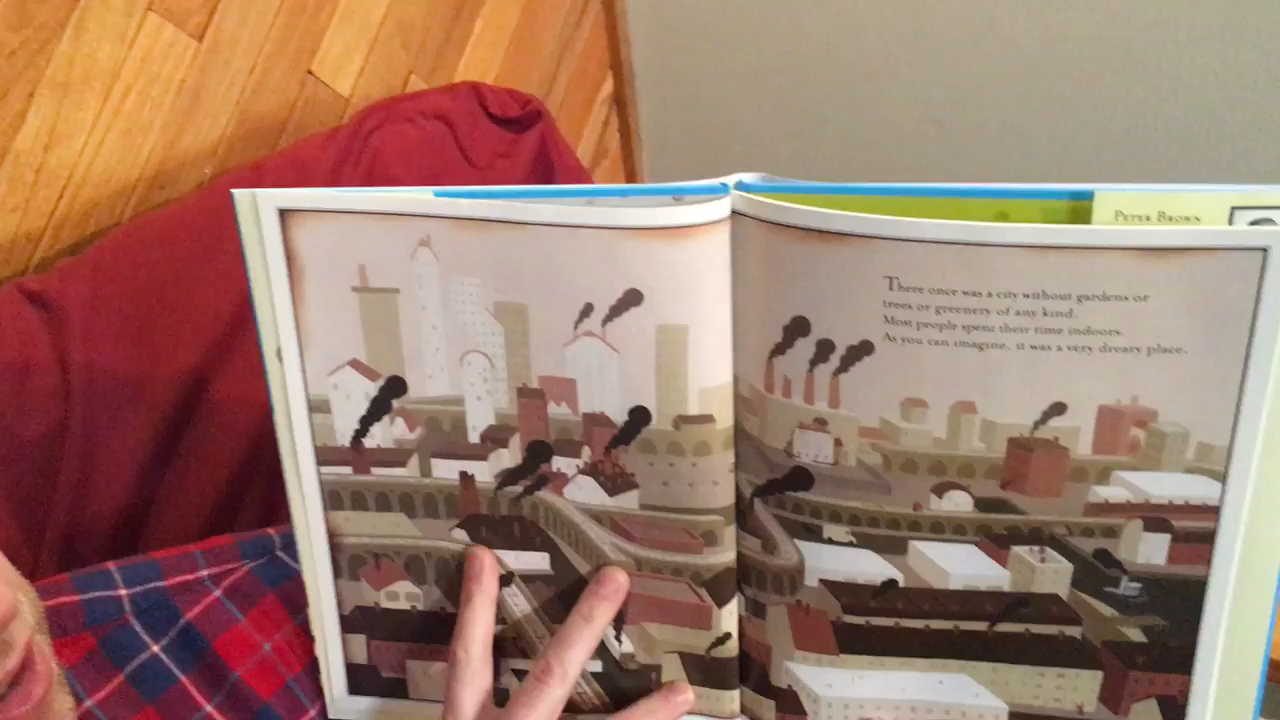 PETER BROWN
There once was a city without gardens or
trees or greenery of any kind.
Most people spent their time indoors.
As you can imagine, it was a very dreary place.